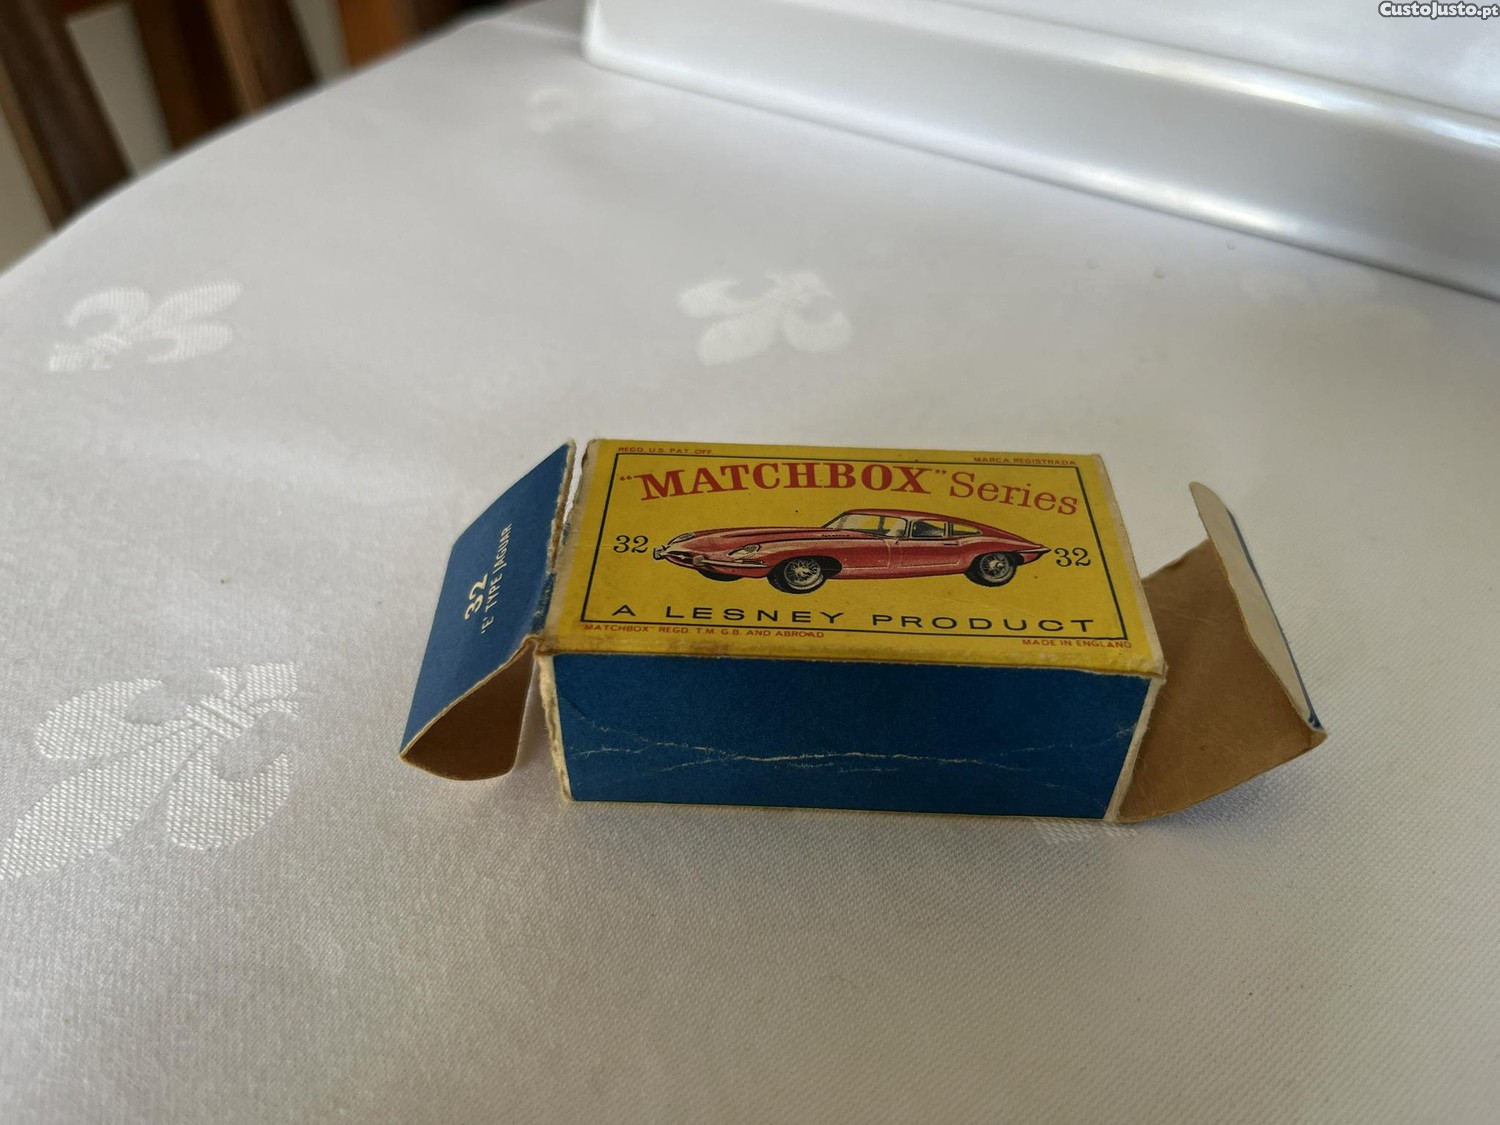 CustoJusto.pt
REGD. U.S. PAT. OFF. MARCA REGISTRADA
"MATCHBOX" Series
32 32
A LESNEY PRODUCT
"MATCHBOX" REGD. T.M. G.B. AND ABROAD MADE IN ENGLAND
32
'E' TYPE JAGUAR